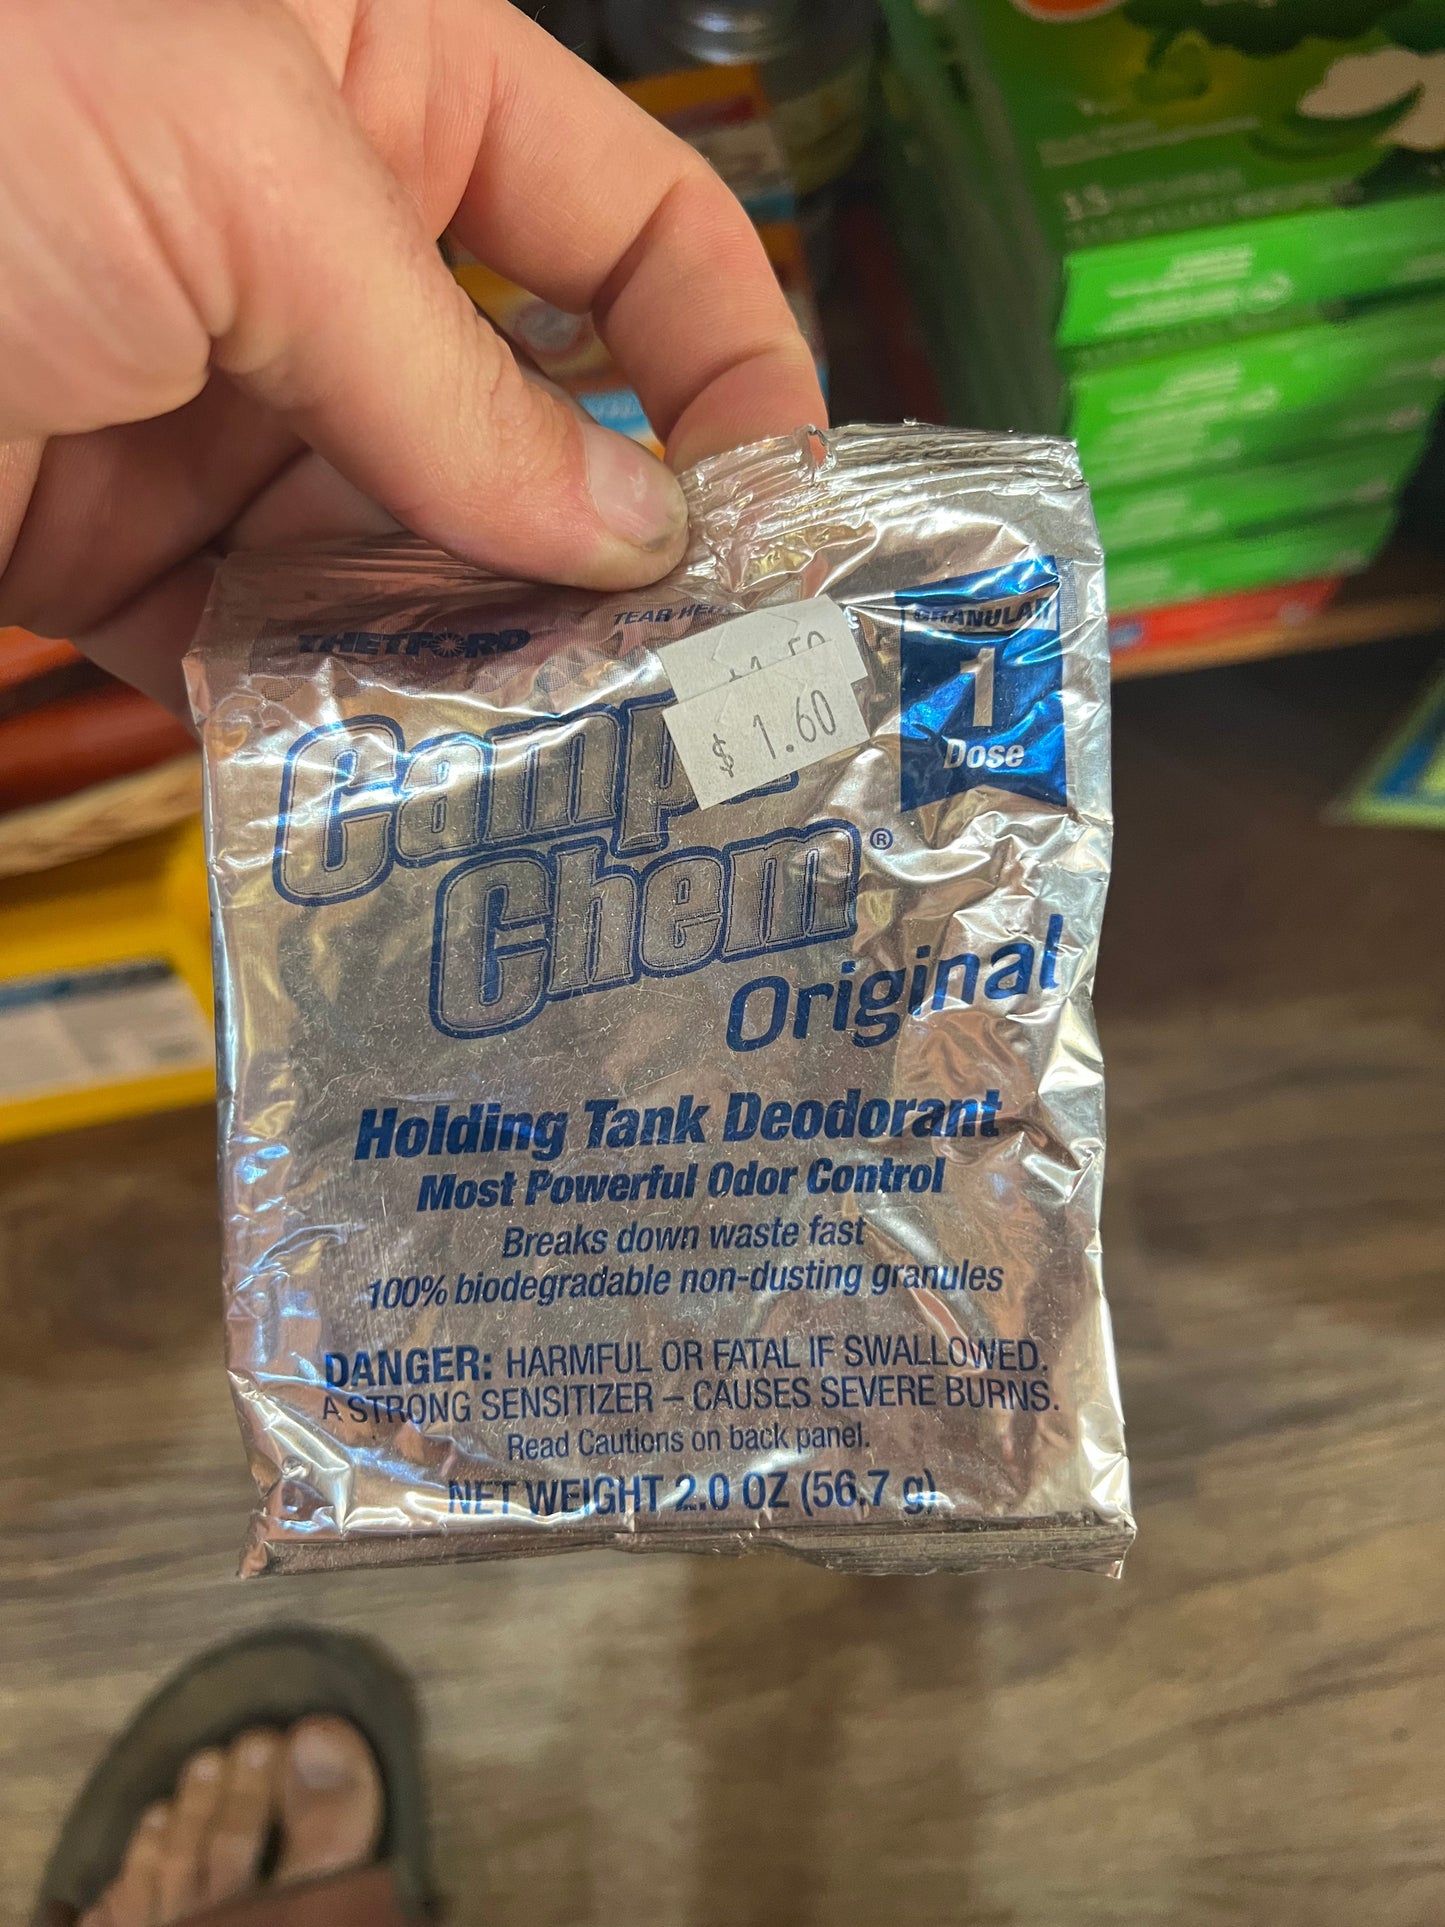 THETFORD
TEAR HE
$ 1.60
GRANULAR
1
Dose
Campa
Chem®
Original
Holding Tank Deodorant
Most Powerful Odor Control
Breaks down waste fast
100% biodegradable non-dusting granules
DANGER: HARMFUL OR FATAL IF SWALLOWED.
A STRONG SENSITIZER – CAUSES SEVERE BURNS.
Read Cautions on back panel.
NET WEIGHT 2.0 OZ (56.7 g)